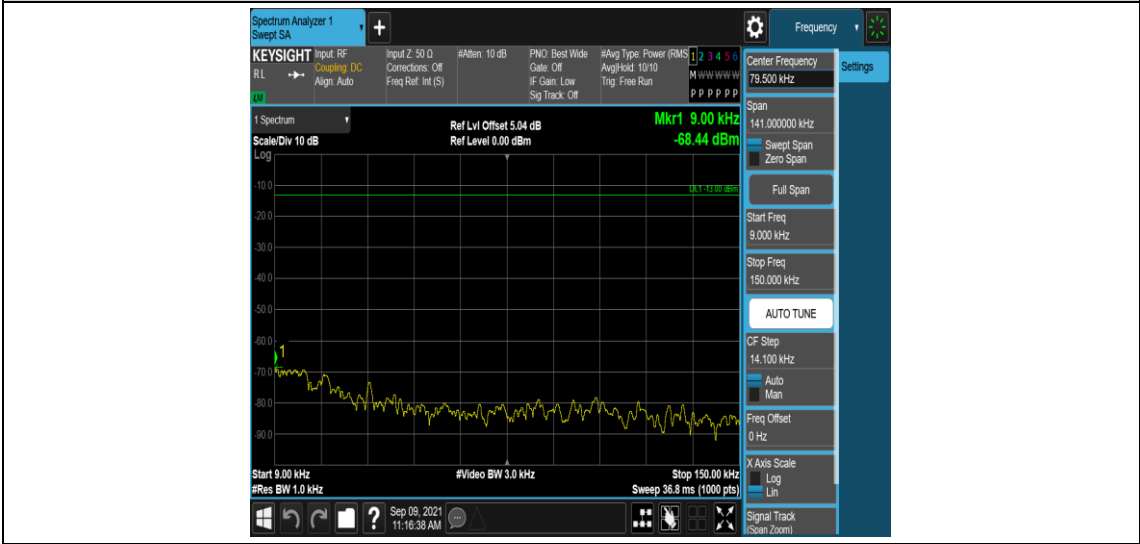 Spectrum Analyzer 1
Swept SA
+
Frequency
KEYSIGHT
RL
Input: RF
Coupling: DC
Align: Auto
Input Z: 50 Ω
Corrections: Off
Freq Ref: Int (S)
#Atten: 10 dB
PNO: Best Wide
Gate: Off
IF Gain: Low
Sig Track: Off
#Avg Type: Power (RMS
Avg|Hold: 10/10
Trig: Free Run
1 2 3 4 5 6
M W W W W W
P P P P P P
1 Spectrum
Scale/Div 10 dB
Log
Ref Lvl Offset 5.04 dB
Ref Level 0.00 dBm
Mkr1 9.00 kHz
-68.44 dBm
DL1 -13.00 dBm
-10.0
-20.0
-30.0
-40.0
-50.0
-60.0
1
-70.0
-80.0
-90.0
Start 9.00 kHz
#Video BW 3.0 kHz
Stop 150.00 kHz
#Res BW 1.0 kHz
Sweep 36.8 ms (1000 pts)
?
Sep 09, 2021
11:16:38 AM
Center Frequency
79.500 kHz
Settings
Span
141.000000 kHz
Swept Span
Zero Span
Full Span
Start Freq
9.000 kHz
Stop Freq
150.000 kHz
AUTO TUNE
CF Step
14.100 kHz
Auto
Man
Freq Offset
0 Hz
X Axis Scale
Log
Lin
Signal Track
(Span Zoom)